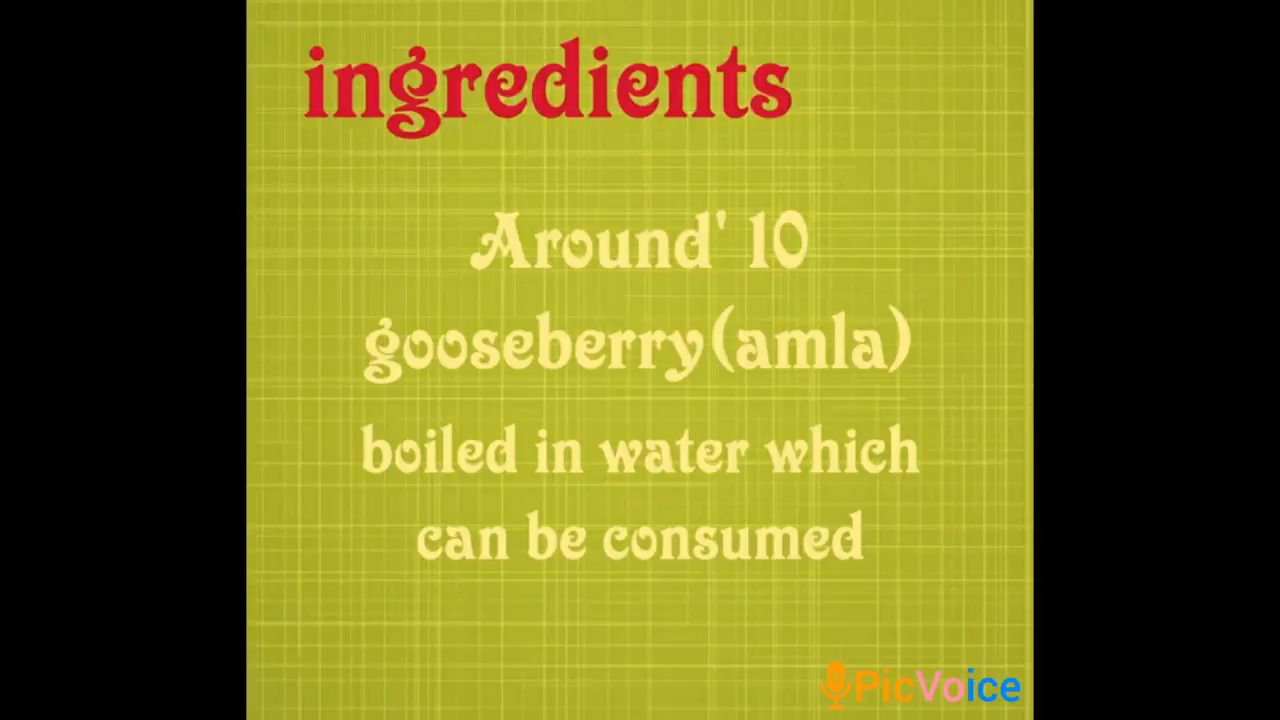 ingredients
Around' 10
gooseberry(amla)
boiled in water which
can be consumed
PicVoice